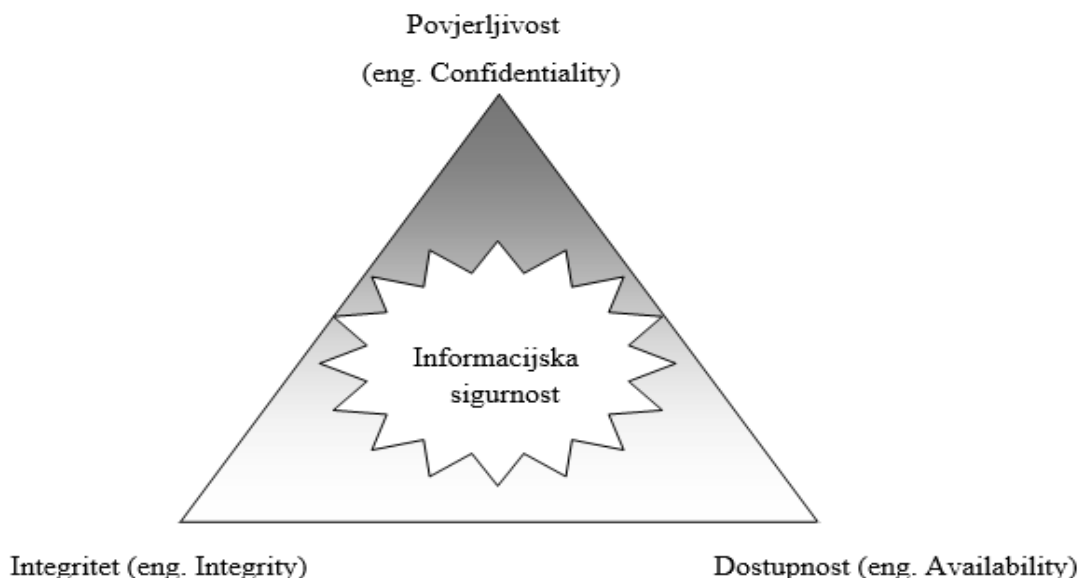 Povjerljivost
(eng. Confidentiality)
Informacijska
sigurnost
Integritet (eng. Integrity)
Dostupnost (eng. Availability)